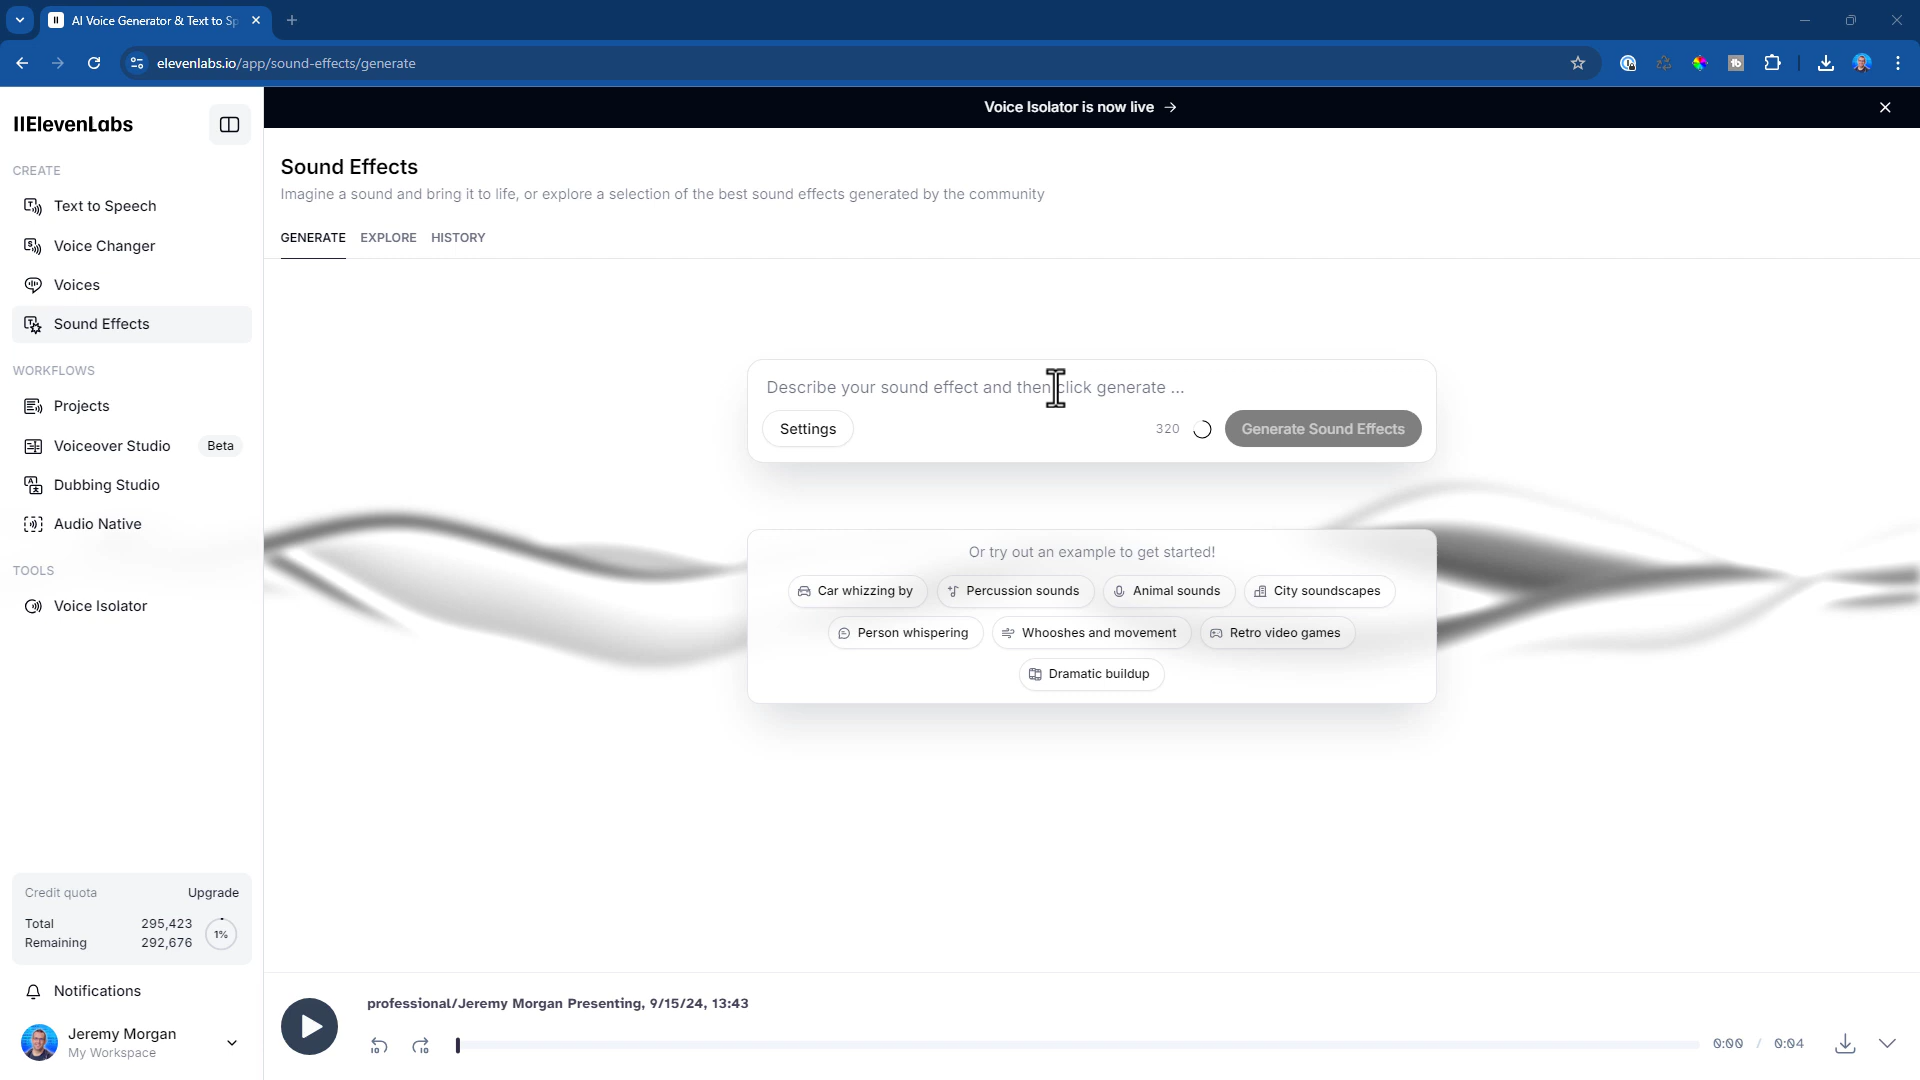 AI Voice Generator & Text to Sp
elevenlabs.io/app/sound-effects/generate
IIElevenLabs
Voice Isolator is now live →
CREATE
Text to Speech
Voice Changer
Voices
Sound Effects
WORKFLOWS
Projects
Voiceover Studio Beta
Dubbing Studio
Audio Native
TOOLS
Voice Isolator
Sound Effects
Imagine a sound and bring it to life, or explore a selection of the best sound effects generated by the community
GENERATE EXPLORE HISTORY
Describe your sound effect and then click generate ...
Settings 320 Generate Sound Effects
Or try out an example to get started!
Car whizzing by Percussion sounds Animal sounds City soundscapes
Person whispering Whooshes and movement Retro video games
Dramatic buildup
Credit quota Upgrade
Total 295,423
Remaining 292,676
1%
Notifications
Jeremy Morgan
My Workspace
professional/Jeremy Morgan Presenting, 9/15/24, 13:43
10 10
0:00 / 0:04